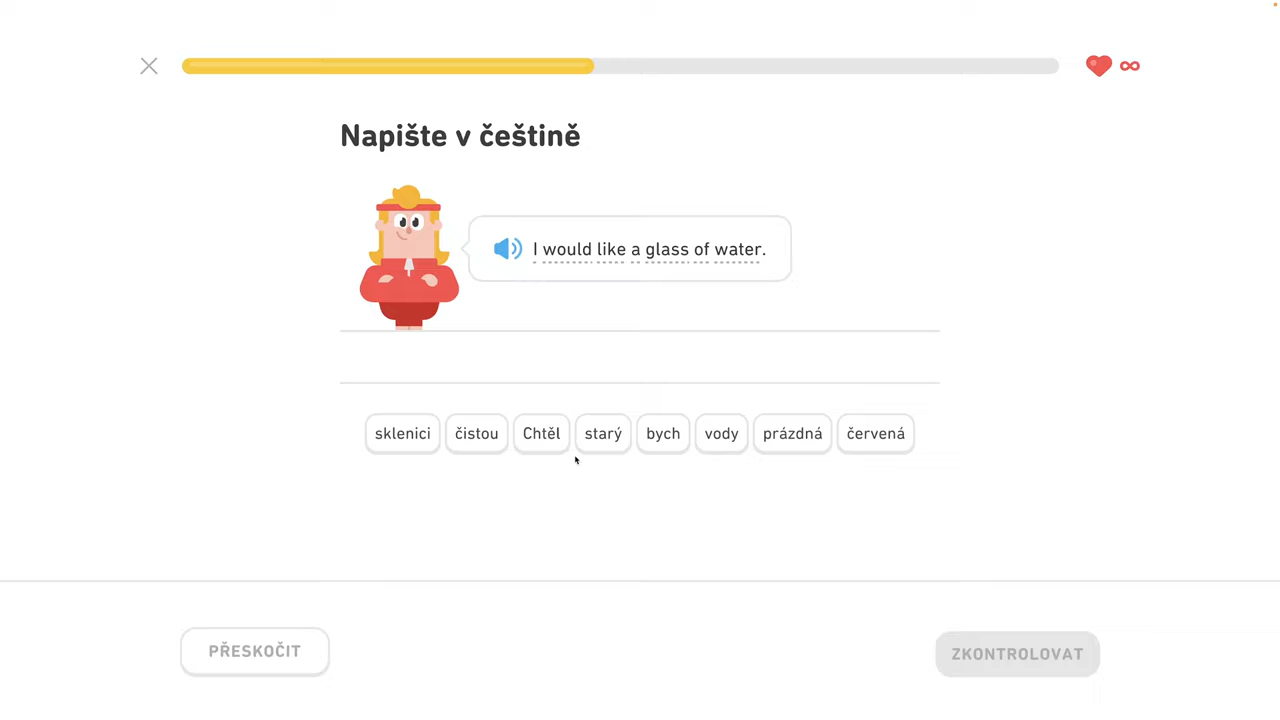 Napište v češtině
I would like a glass of water.
sklenici čistou Chtěl starý bych vody prázdná červená
PŘESKOČIT ZKONTROLOVAT